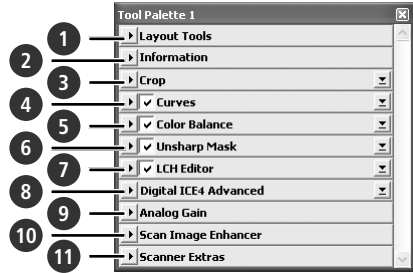 Tool Palette 1
1 Layout Tools
2 Information
3 Crop
4 Curves
5 Color Balance
6 Unsharp Mask
7 LCH Editor
8 Digital ICE4 Advanced
9 Analog Gain
10 Scan Image Enhancer
11 Scanner Extras